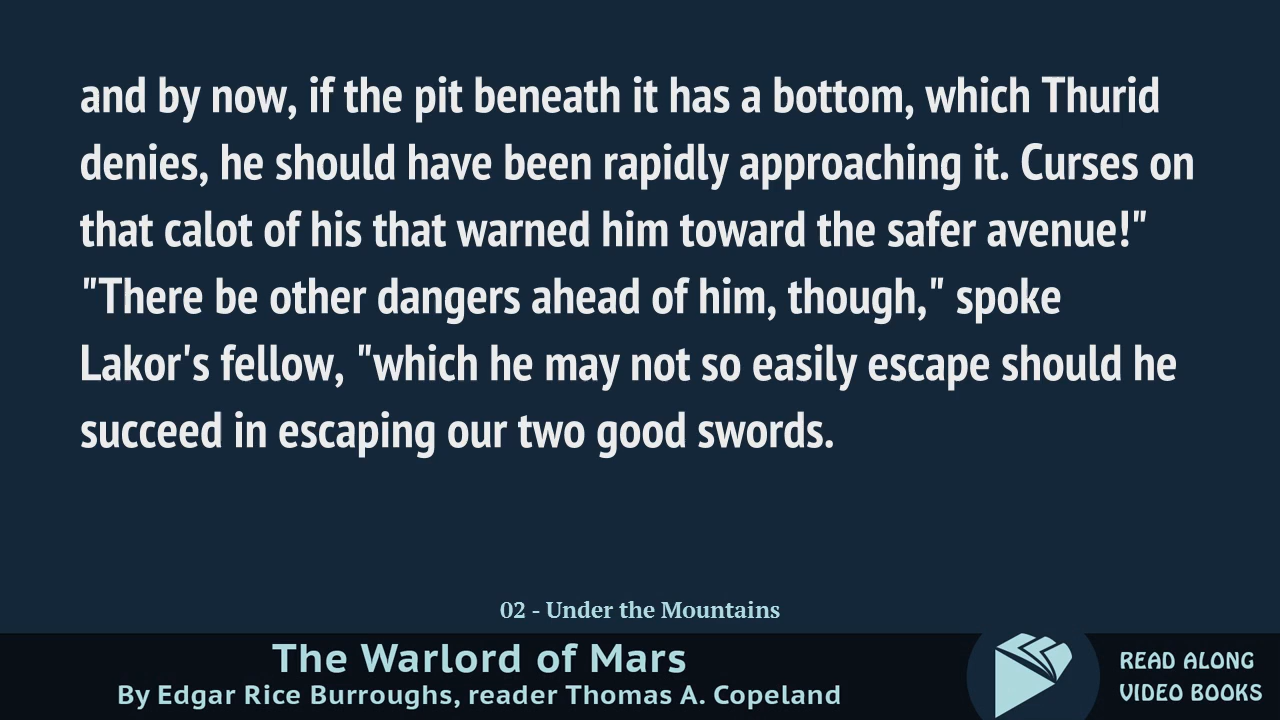 and by now, if the pit beneath it has a bottom, which Thurid
denies, he should have been rapidly approaching it. Curses on
that calot of his that warned him toward the safer avenue!"
"There be other dangers ahead of him, though," spoke
Lakor's fellow, "which he may not so easily escape should he
succeed in escaping our two good swords.
02 - Under the Mountains
The Warlord of Mars
By Edgar Rice Burroughs, reader Thomas A. Copeland
READ ALONG
VIDEO BOOKS